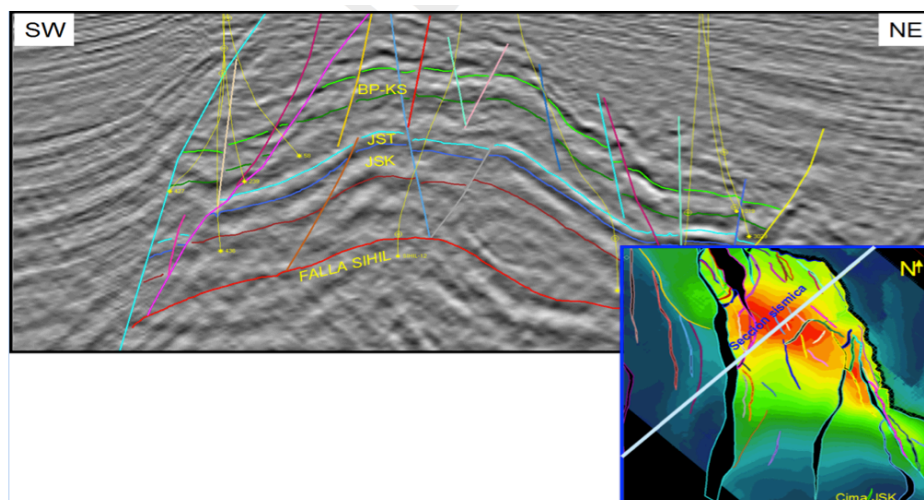 SW
NE
BP-KS
JST
JSK
FALLA SIHIL
N
Sección sísmica
Cima JSK